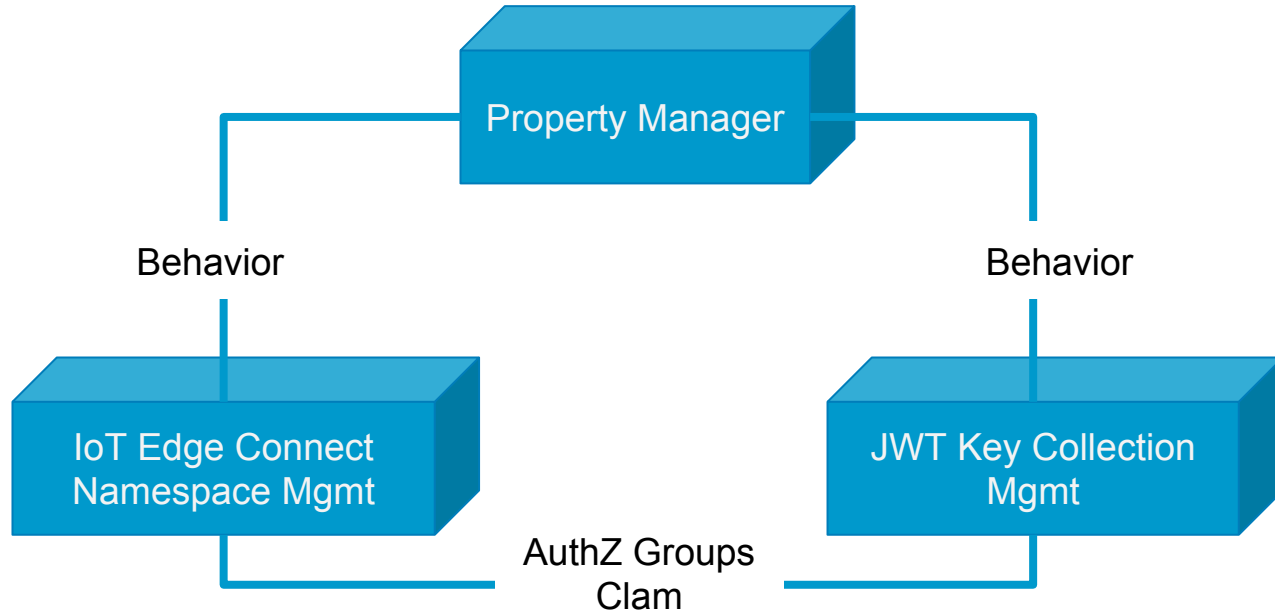 Property Manager
Behavior
Behavior
IoT Edge Connect
Namespace Mgmt
JWT Key Collection
Mgmt
AuthZ Groups
Clam